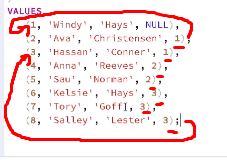 VALUES
(1, 'Windy', 'Hays', NULL),
(2, 'Ava', 'Christensen', 1),
(3, 'Hassan', 'Conner', 1),
(4, 'Anna', 'Reeves', 2),
(5, 'Sau', 'Norman', 2),
(6, 'Kelsie', 'Hays', 3),
(7, 'Tory', 'Goff', 3),
(8, 'Salley', 'Lester', 3);